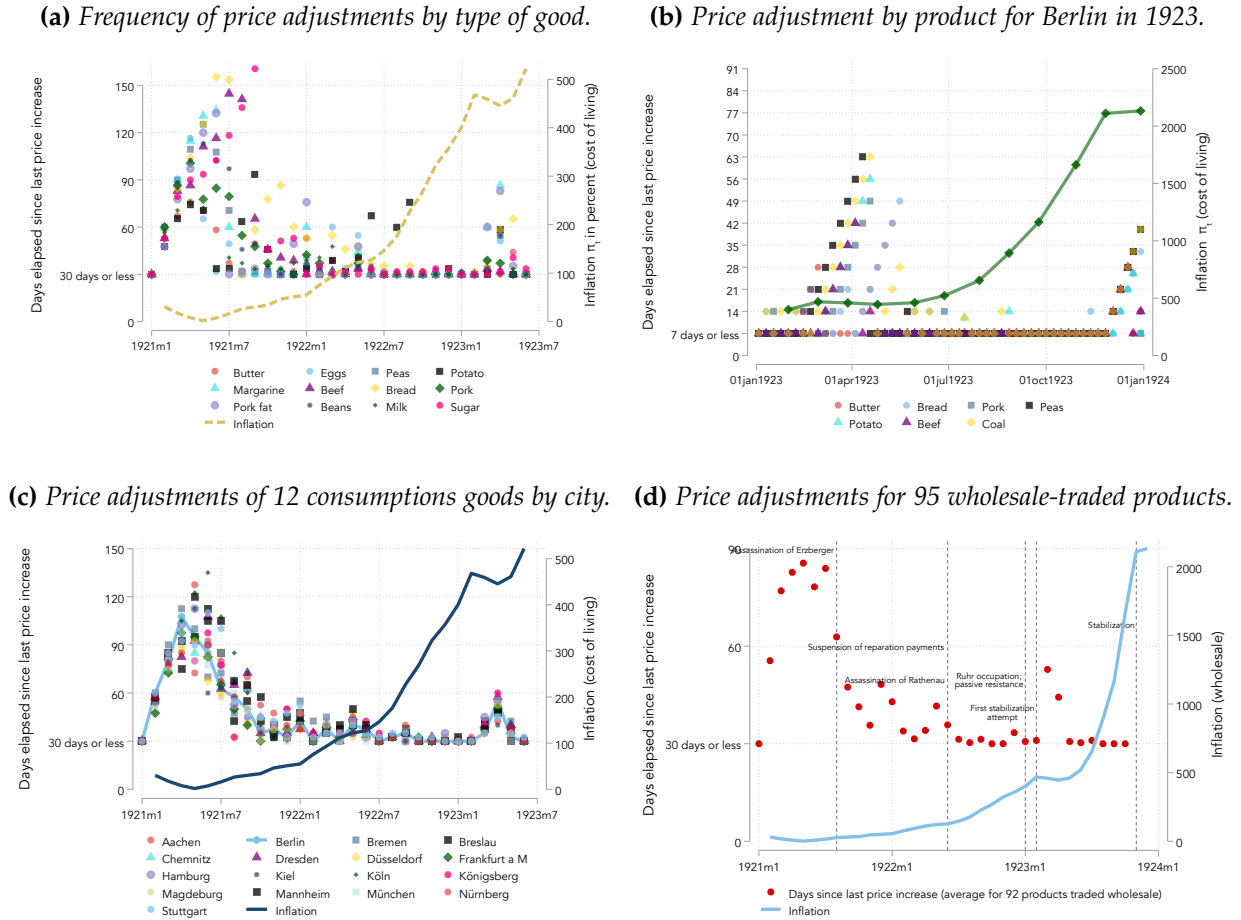 (a) Frequency of price adjustments by type of good.
Days elapsed since last price increase
150
120
90
60
30 days or less
0
500
400
300
200
100
0
Inflation πt in percent (cost of living)
1921m1 1921m7 1922m1 1922m7 1923m1 1923m7
Butter Eggs Peas Potato
Margarine Beef Bread Pork
Pork fat Beans Milk Sugar
Inflation
(b) Price adjustment by product for Berlin in 1923.
Days elapsed since last price increase
91
84
77
70
63
56
49
42
35
28
21
14
7 days or less
0
2500
2000
1500
1000
500
0
Inflation πt (cost of living)
01jan1923 01apr1923 01jul1923 01oct1923 01jan1924
Butter Bread Pork Peas
Potato Beef Coal
(c) Price adjustments of 12 consumptions goods by city.
Days elapsed since last price increase
150
120
90
60
30 days or less
0
500
400
300
200
100
0
Inflation (cost of living)
1921m1 1921m7 1922m1 1922m7 1923m1 1923m7
Aachen Berlin Bremen Breslau
Chemnitz Dresden Düsseldorf Frankfurt a M
Hamburg Kiel Köln Königsberg
Magdeburg Mannheim München Nürnberg
Stuttgart Inflation
(d) Price adjustments for 95 wholesale-traded products.
Days elapsed since last price increase
90
60
30 days or less
0
Assassination of Erzberger
Suspension of reparation payments
Assassination of Rathenau
Ruhr occupation;
passive resistance
First stabilization
attempt
Stabilization
2000
1500
1000
500
0
Inflation (wholesale)
1921m1 1922m1 1923m1 1924m1
Days since last price increase (average for 92 products traded wholesale)
Inflation